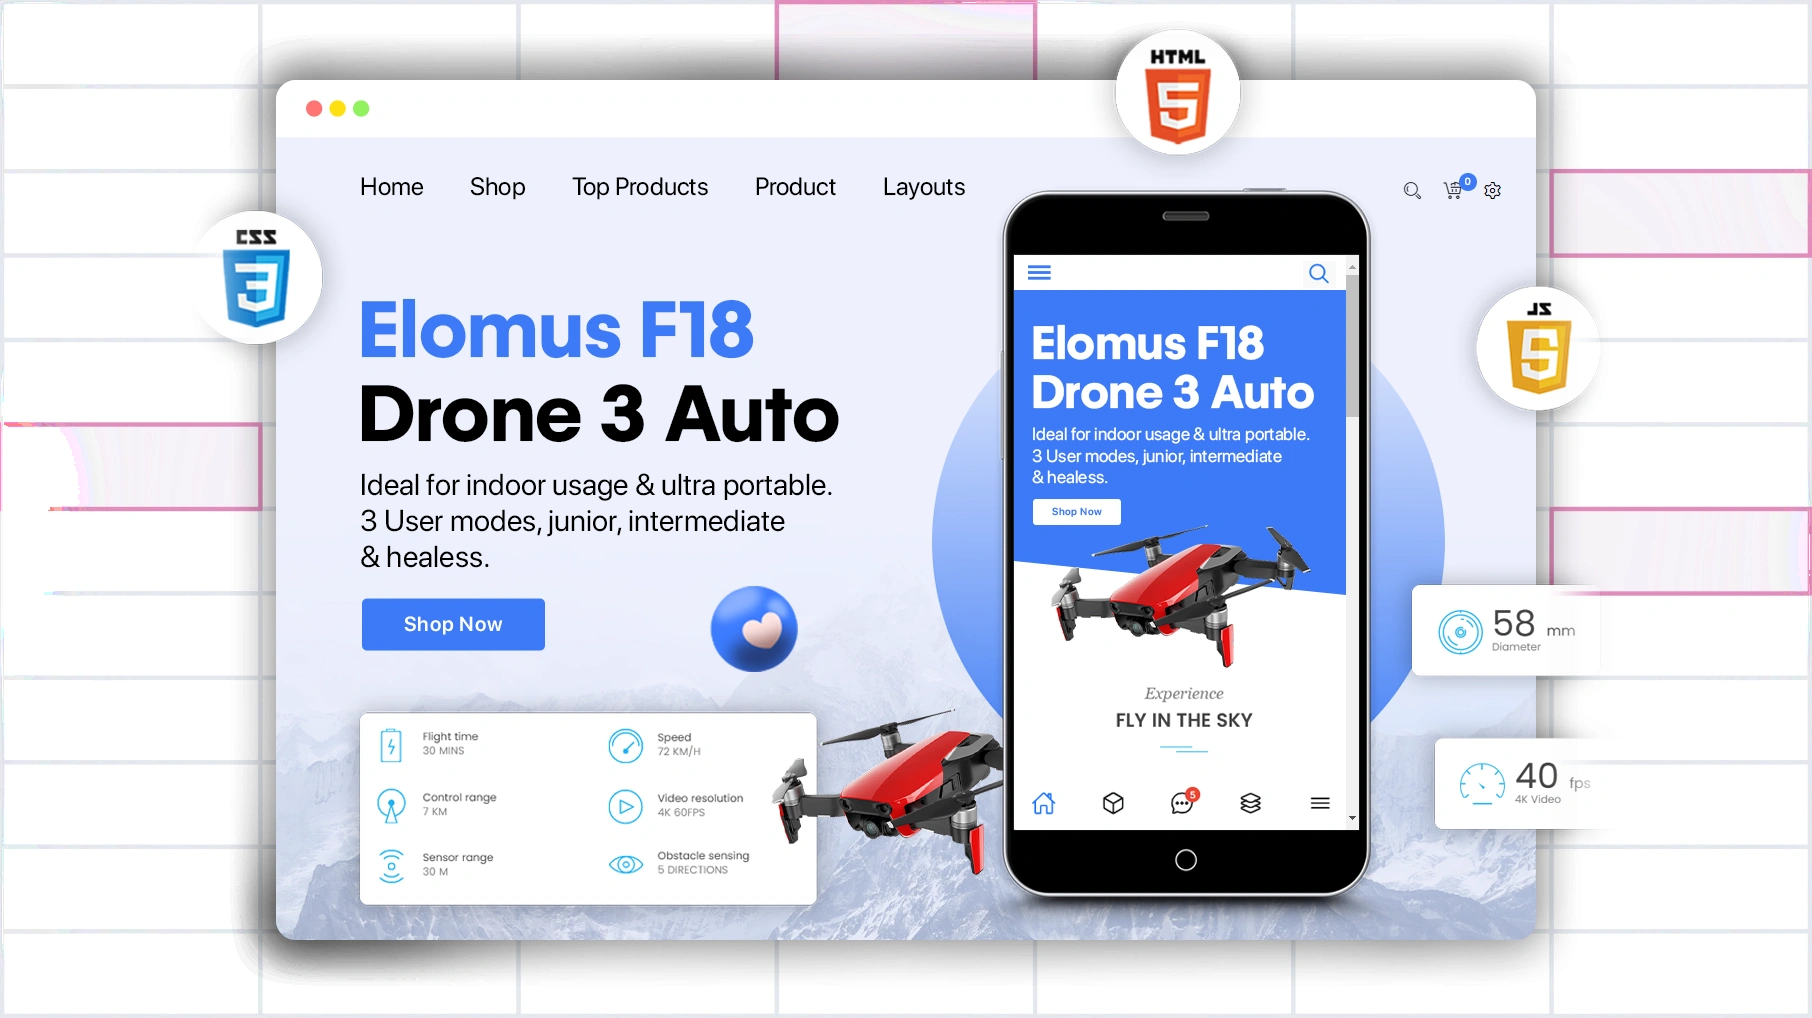 HTML
5
CSS
3
JS
5
Home Shop Top Products Product Layouts
0
Elomus F18
Drone 3 Auto
Ideal for indoor usage & ultra portable.
3 User modes, junior, intermediate
& healess.
Shop Now
Flight time
30 MINS
Speed
72 KM/H
Control range
7 KM
Video resolution
4K 60FPS
Sensor range
30 M
Obstacle sensing
5 DIRECTIONS
Elomus F18
Drone 3 Auto
Ideal for indoor usage & ultra portable.
3 User modes, junior, intermediate
& healess.
Shop Now
Experience
FLY IN THE SKY
5
58 mm
Diameter
40 fps
4K Video